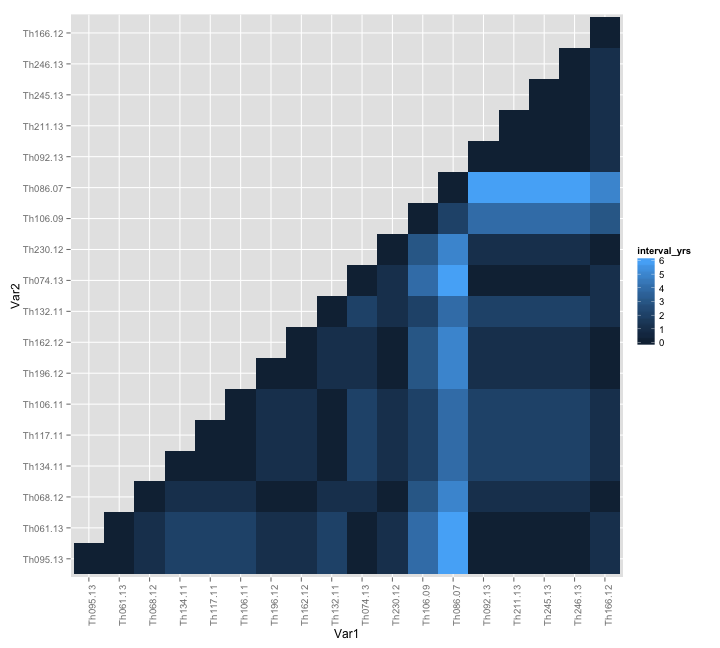 Th166.12
Th246.13
Th245.13
Th211.13
Th092.13
Th086.07
Th106.09
Th230.12
Th074.13
Th132.11
Th162.12
Th196.12
Th106.11
Th117.11
Th134.11
Th068.12
Th061.13
Th095.13
Var2
Th095.13
Th061.13
Th068.12
Th134.11
Th117.11
Th106.11
Th196.12
Th162.12
Th132.11
Th074.13
Th230.12
Th106.09
Th086.07
Th092.13
Th211.13
Th245.13
Th246.13
Th166.12
Var1
interval_yrs
6
5
4
3
2
1
0